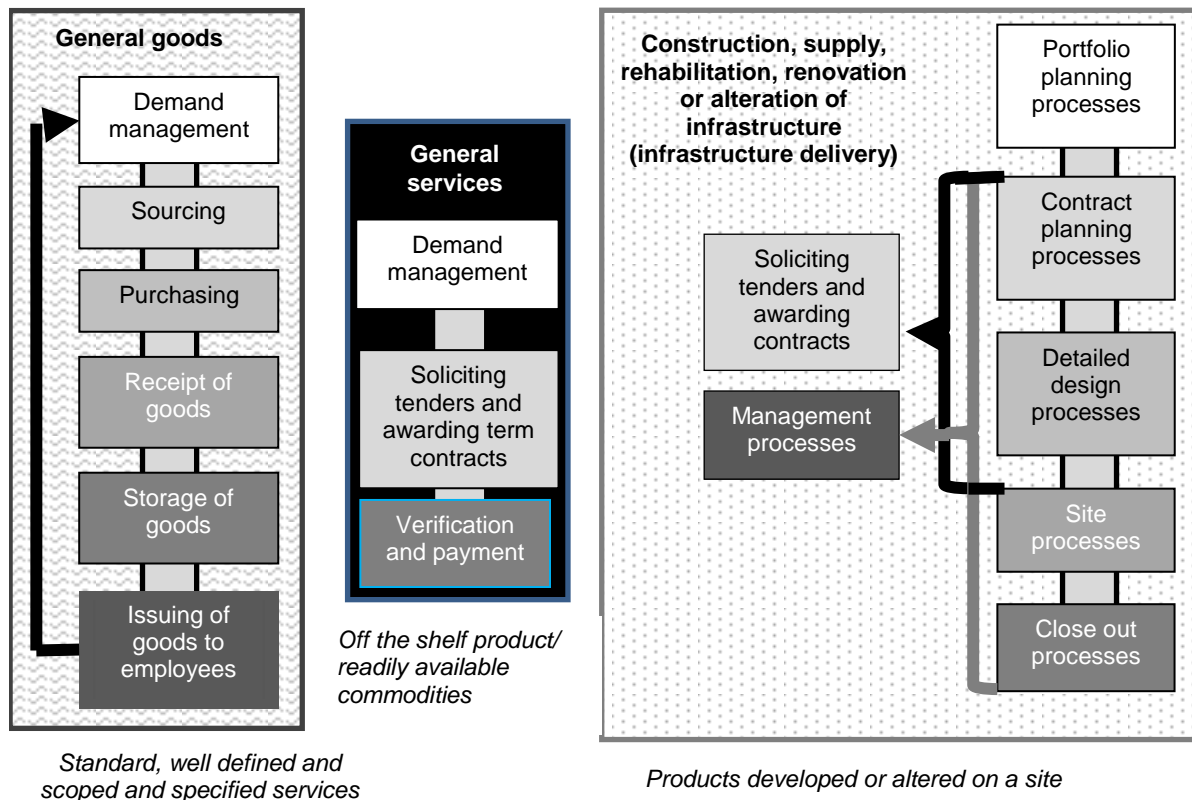 General goods
Demand
management
Sourcing
Purchasing
Receipt of
goods
Storage of
goods
Issuing of
goods to
employees
Standard, well defined and
scoped and specified services
General
services
Demand
management
Soliciting
tenders and
awarding term
contracts
Verification
and payment
Off the shelf product/
readily available
commodities
Construction, supply,
rehabilitation, renovation
or alteration of
infrastructure
(infrastructure delivery)
Soliciting
tenders and
awarding
contracts
Management
processes
Portfolio
planning
processes
Contract
planning
processes
Detailed
design
processes
Site
processes
Close out
processes
Products developed or altered on a site